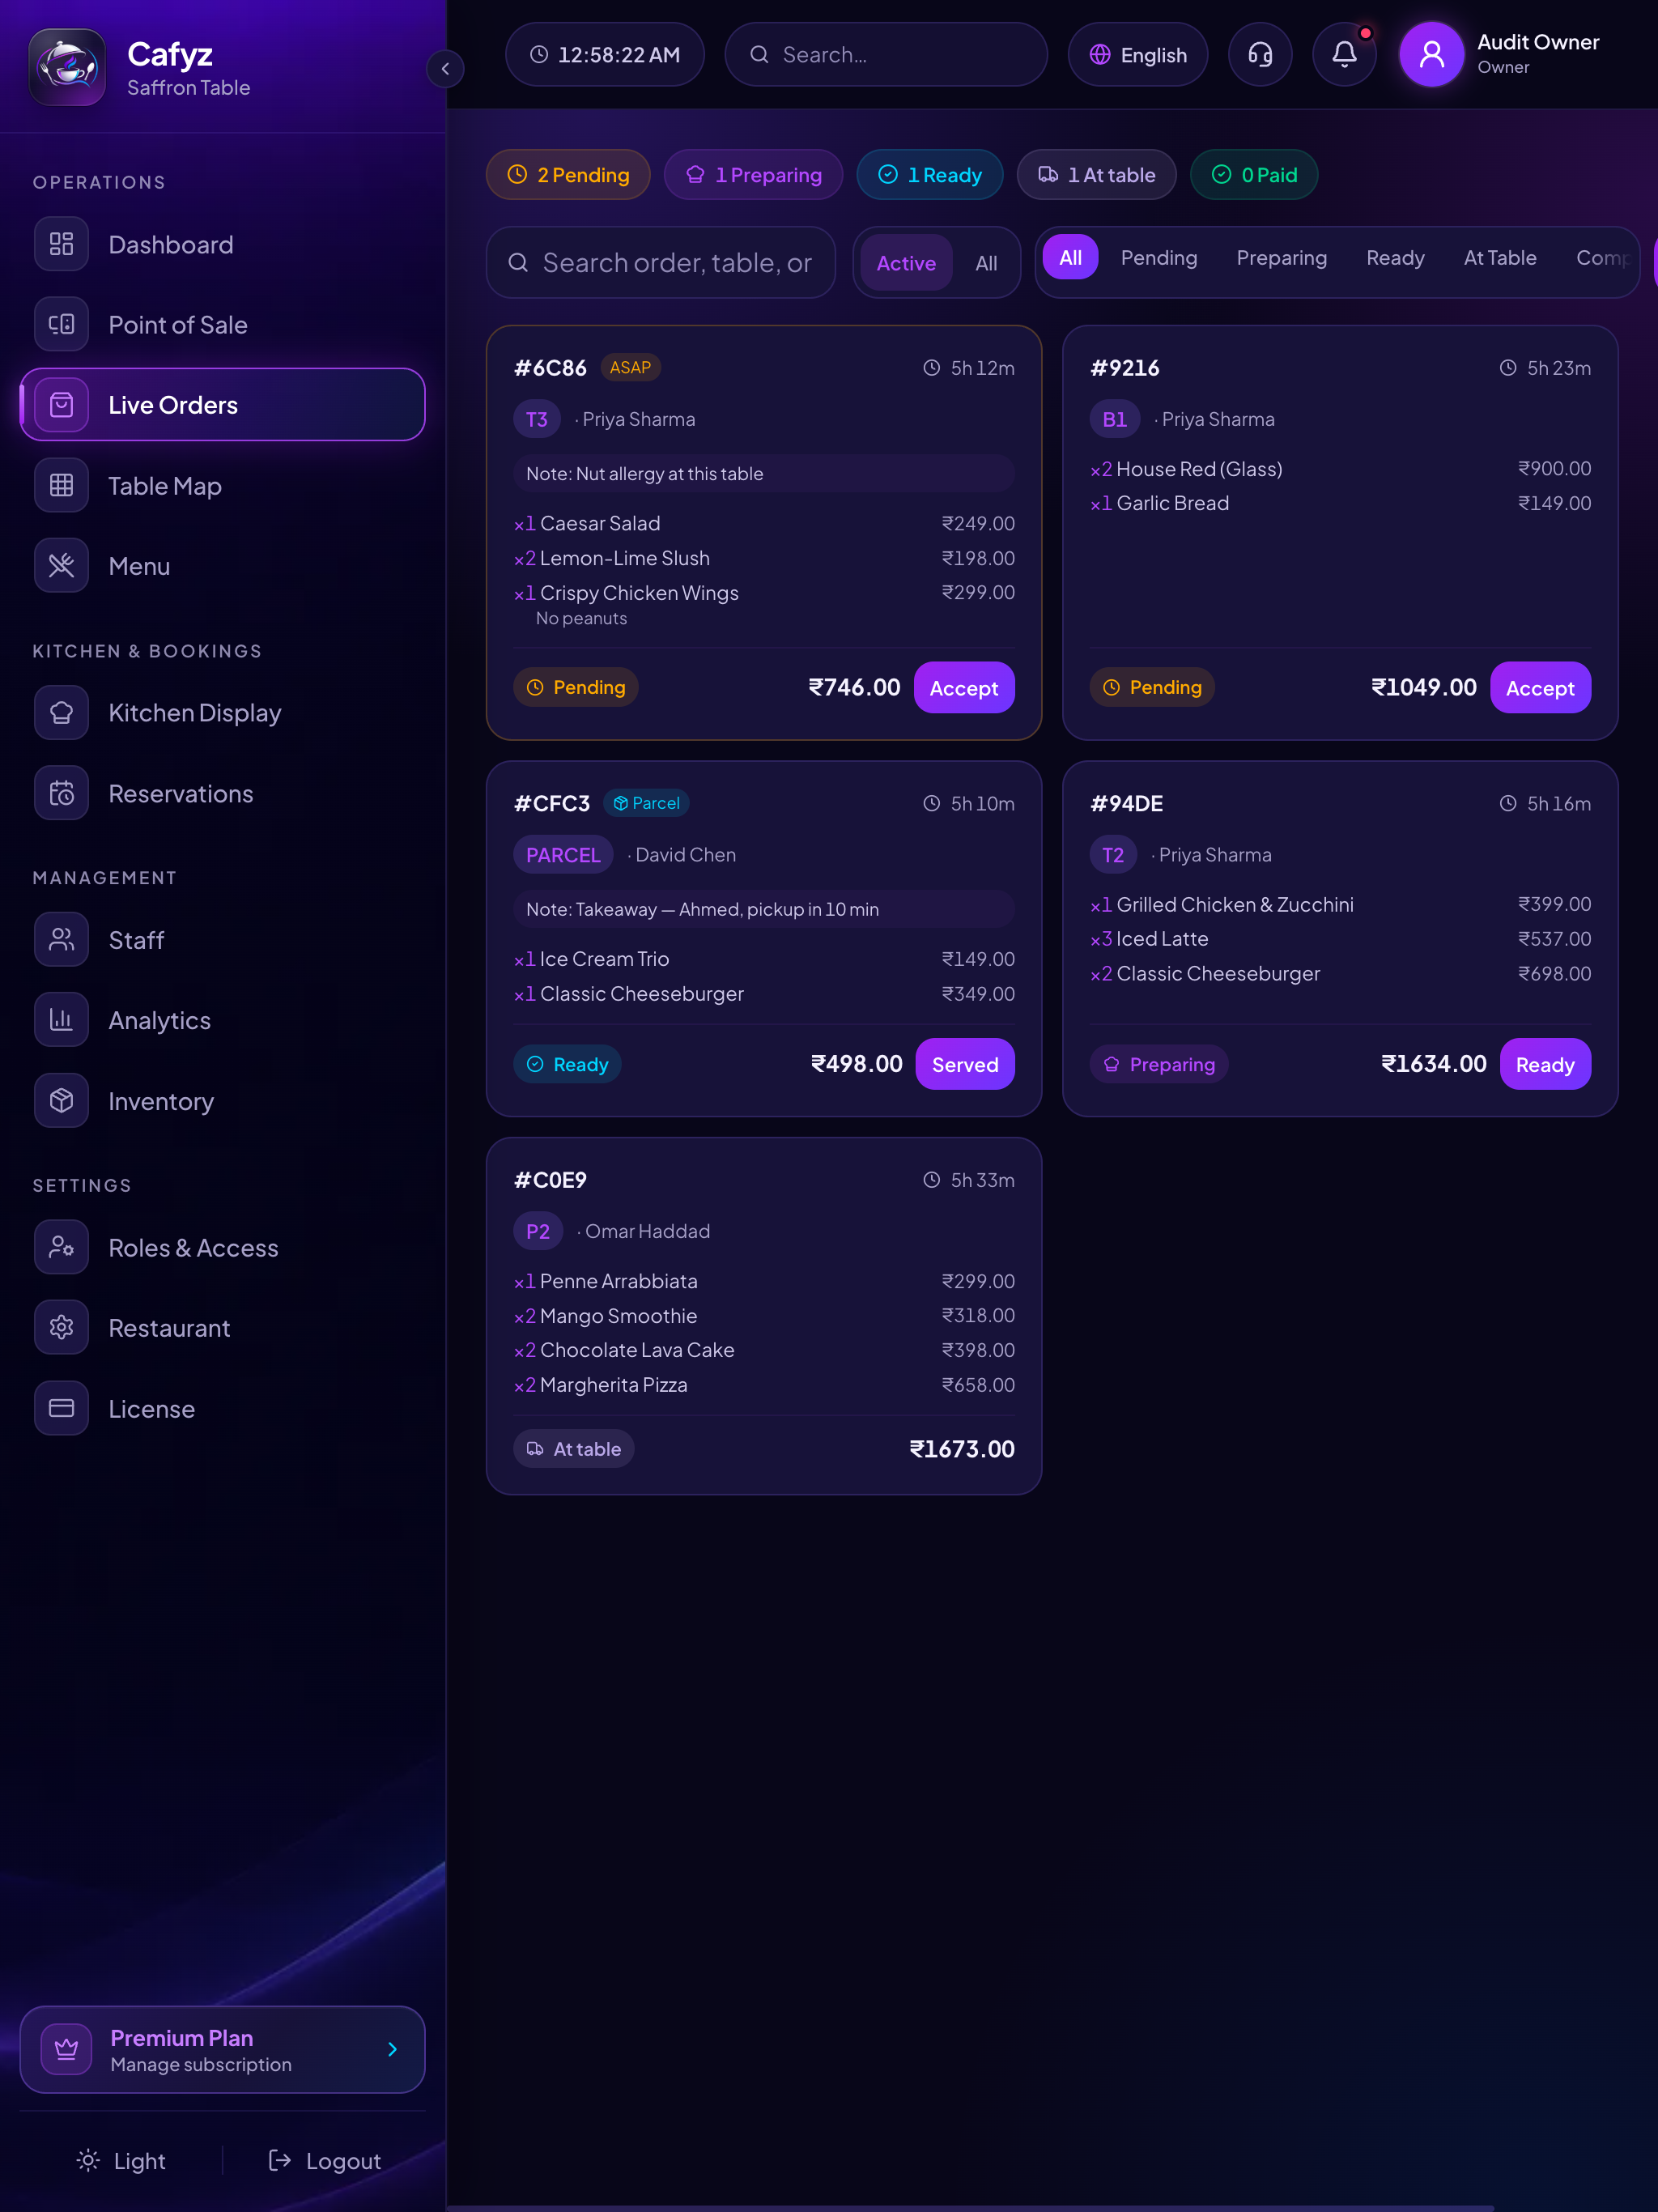 Cafyz
Saffron Table
12:58:22 AM
Search...
English
Audit Owner
Owner
OPERATIONS
Dashboard
Point of Sale
Live Orders
Table Map
Menu
KITCHEN & BOOKINGS
Kitchen Display
Reservations
MANAGEMENT
Staff
Analytics
Inventory
SETTINGS
Roles & Access
Restaurant
License
Premium Plan
Manage subscription
Light
Logout
2 Pending
1 Preparing
1 Ready
1 At table
0 Paid
Search order, table, or
Active
All
All
Pending
Preparing
Ready
At Table
Comp
#6C86 ASAP 5h 12m
T3 · Priya Sharma
Note: Nut allergy at this table
×1 Caesar Salad ₹249.00
×2 Lemon-Lime Slush ₹198.00
×1 Crispy Chicken Wings ₹299.00
No peanuts
Pending ₹746.00 Accept
#9216 5h 23m
B1 · Priya Sharma
×2 House Red (Glass) ₹900.00
×1 Garlic Bread ₹149.00
Pending ₹1049.00 Accept
#CFC3 Parcel 5h 10m
PARCEL · David Chen
Note: Takeaway — Ahmed, pickup in 10 min
×1 Ice Cream Trio ₹149.00
×1 Classic Cheeseburger ₹349.00
Ready ₹498.00 Served
#94DE 5h 16m
T2 · Priya Sharma
×1 Grilled Chicken & Zucchini ₹399.00
×3 Iced Latte ₹537.00
×2 Classic Cheeseburger ₹698.00
Preparing ₹1634.00 Ready
#C0E9 5h 33m
P2 · Omar Haddad
×1 Penne Arrabbiata ₹299.00
×2 Mango Smoothie ₹318.00
×2 Chocolate Lava Cake ₹398.00
×2 Margherita Pizza ₹658.00
At table ₹1673.00